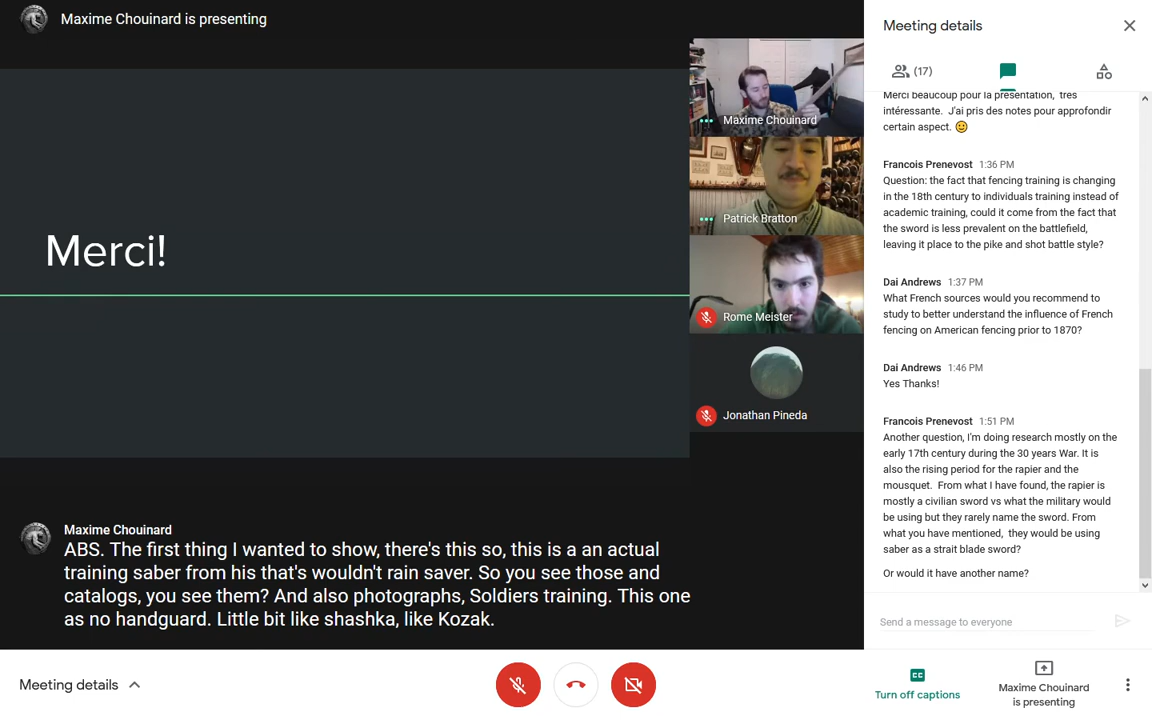 Maxime Chouinard is presenting
Merci!
Maxime Chouinard
Patrick Bratton
Rome Meister
Jonathan Pineda
Maxime Chouinard
ABS. The first thing I wanted to show, there's this so, this is a an actual
training saber from his that's wouldn't rain saver. So you see those and
catalogs, you see them? And also photographs, Soldiers training. This one
as no handguard. Little bit like shashka, like Kozak.
Meeting details
Meeting details
(17)
Merci beaucoup pour la présentation, très
intéressante. J'ai pris des notes pour approfondir
certain aspect. 🙂
Francois Prenevost 1:36 PM
Question: the fact that fencing training is changing
in the 18th century to individuals training instead of
academic training, could it come from the fact that
the sword is less prevalent on the battlefield,
leaving it place to the pike and shot battle style?
Dai Andrews 1:37 PM
What French sources would you recommend to
study to better understand the influence of French
fencing on American fencing prior to 1870?
Dai Andrews 1:46 PM
Yes Thanks!
Francois Prenevost 1:51 PM
Another question, I'm doing research mostly on the
early 17th century during the 30 years War. It is
also the rising period for the rapier and the
mousquet. From what I have found, the rapier is
mostly a civilian sword vs what the military would
be using but they rarely name the sword. From
what you have mentioned, they would be using
saber as a strait blade sword?
Or would it have another name?
Send a message to everyone
CC
Turn off captions
Maxime Chouinard
is presenting